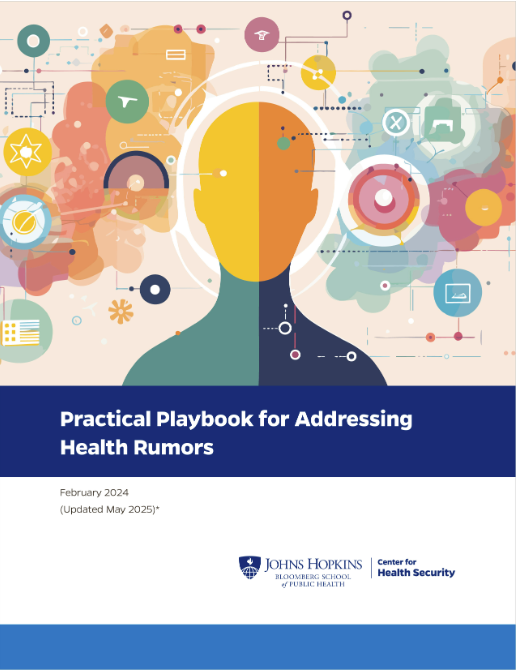 Practical Playbook for Addressing
Health Rumors
February 2024
(Updated May 2025)*
JOHNS HOPKINS
BLOOMBERG SCHOOL
of PUBLIC HEALTH
Center for
Health Security